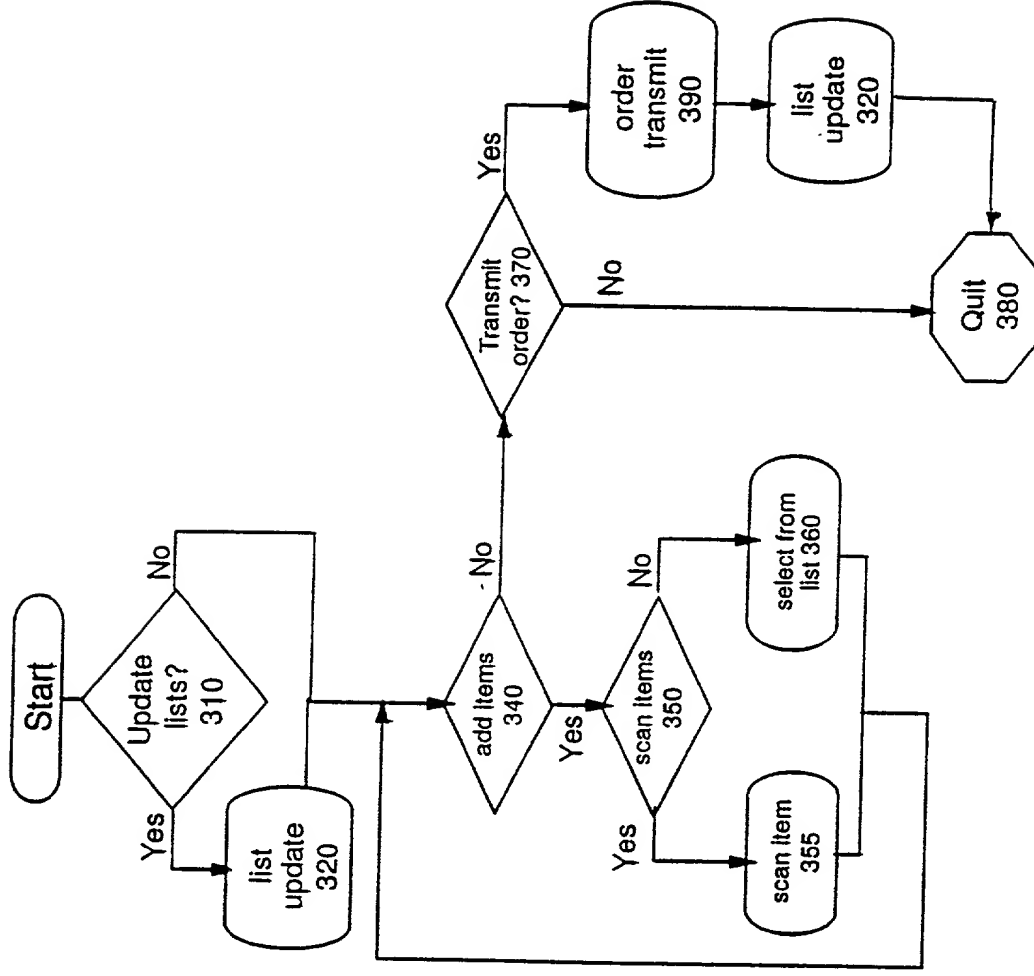 Start
Update
lists?
310
Yes
No
list
update
320
add items
340
No
Yes
scan items
350
Yes
No
scan item
355
select from
list 360
Transmit
order? 370
Yes
No
order
transmit
390
list
update
320
Quit
380